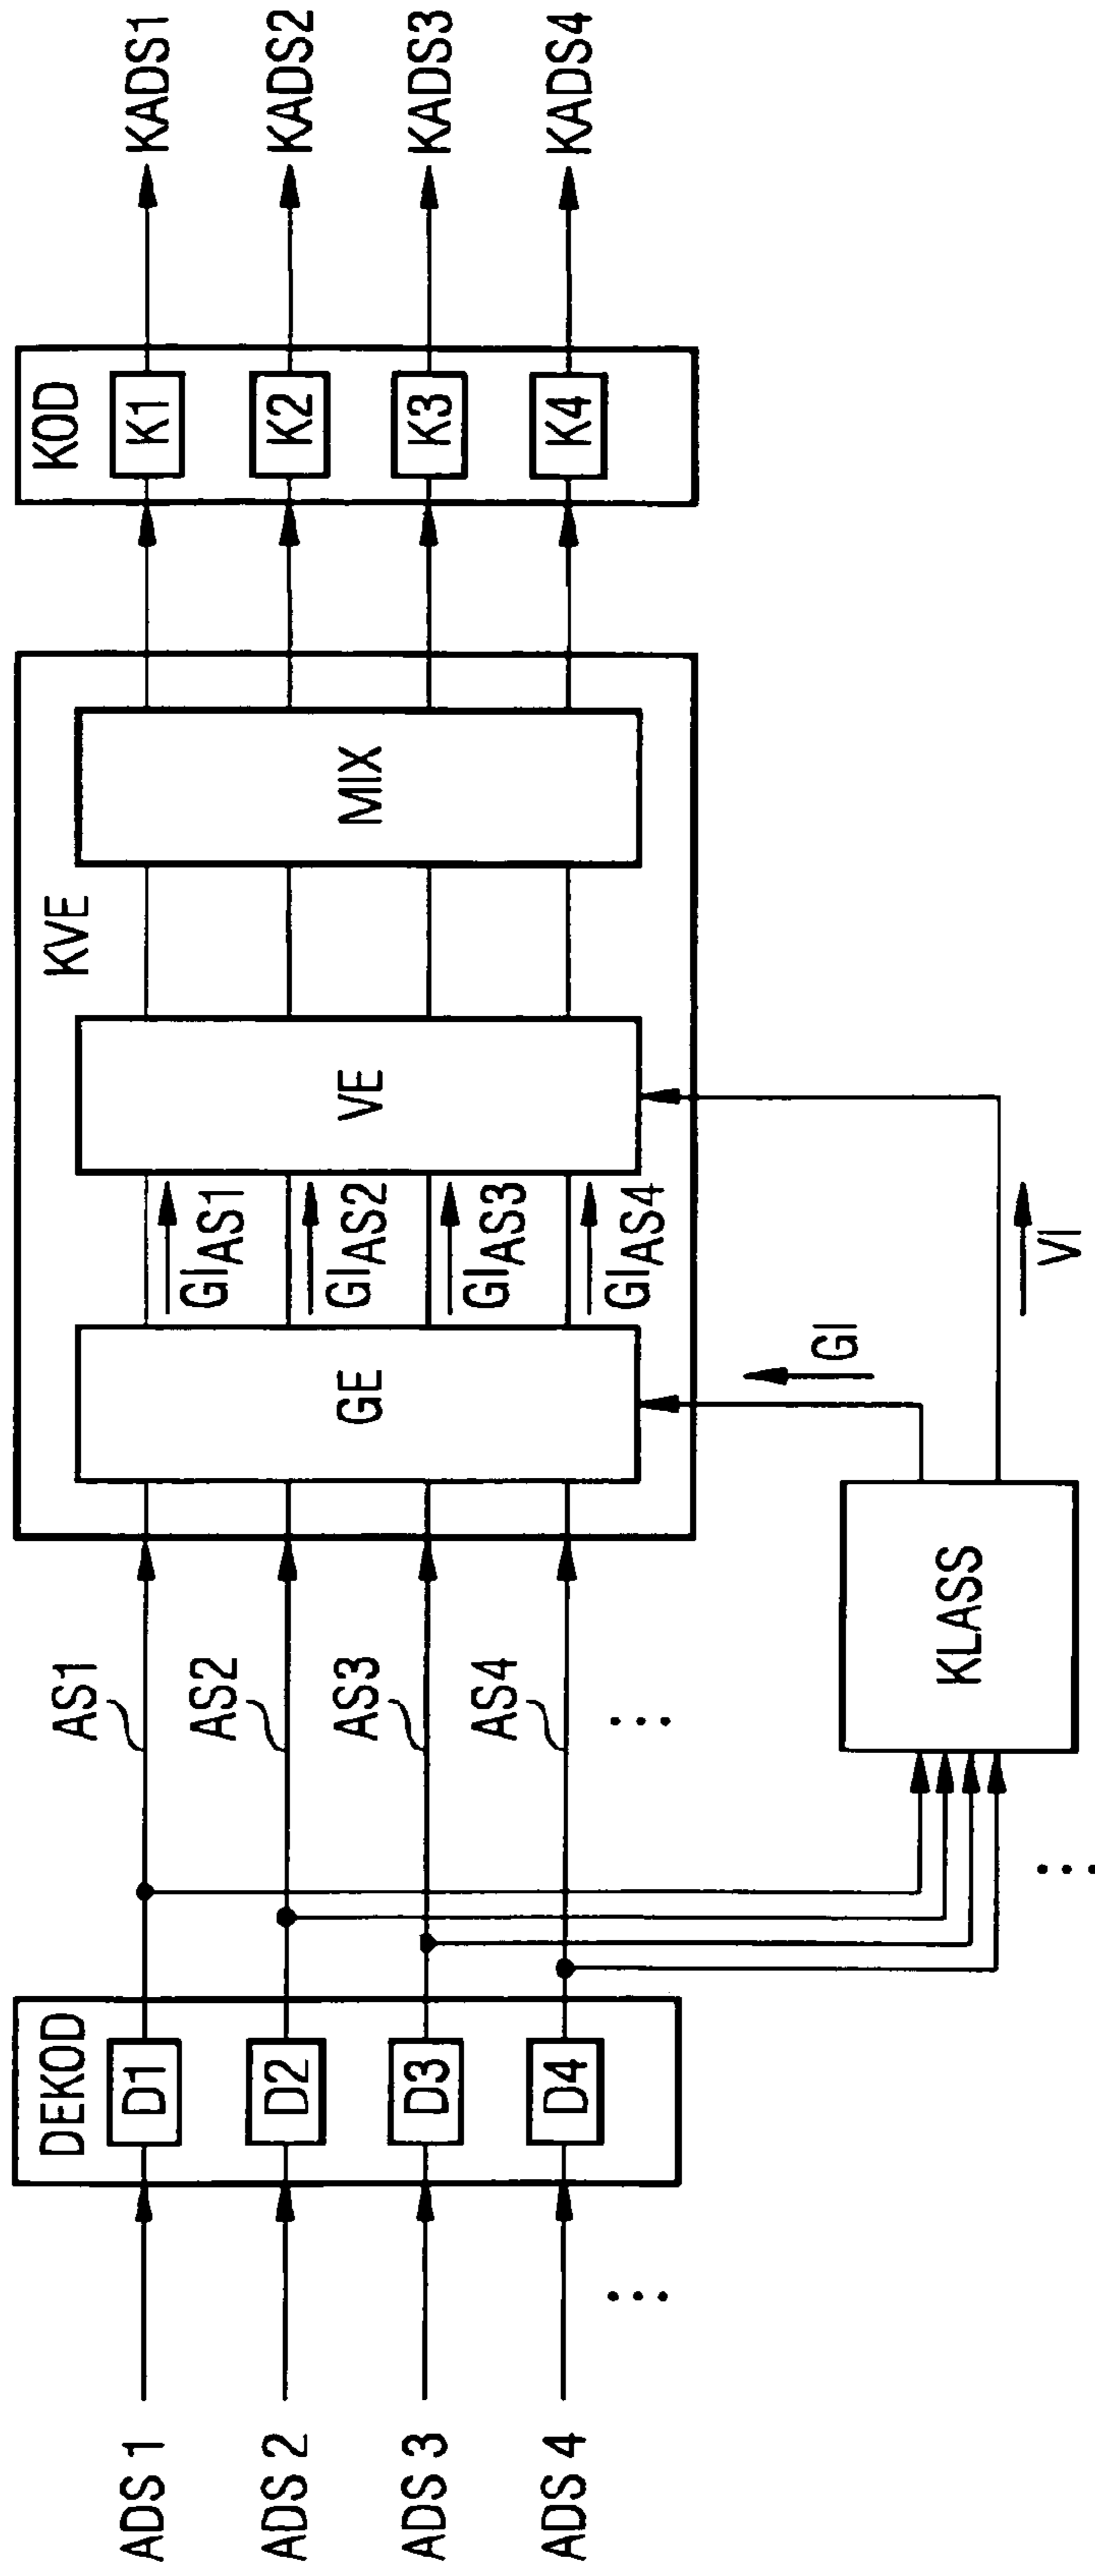 ADS 1
ADS 2
ADS 3
ADS 4
...
DEKOD
D1
D2
D3
D4
AS1
AS2
AS3
AS4
...
...
KLASS
GI
VI
KVE
GE
GIAS1
GIAS2
GIAS3
GIAS4
VE
MIX
KOD
K1
K2
K3
K4
KADS1
KADS2
KADS3
KADS4